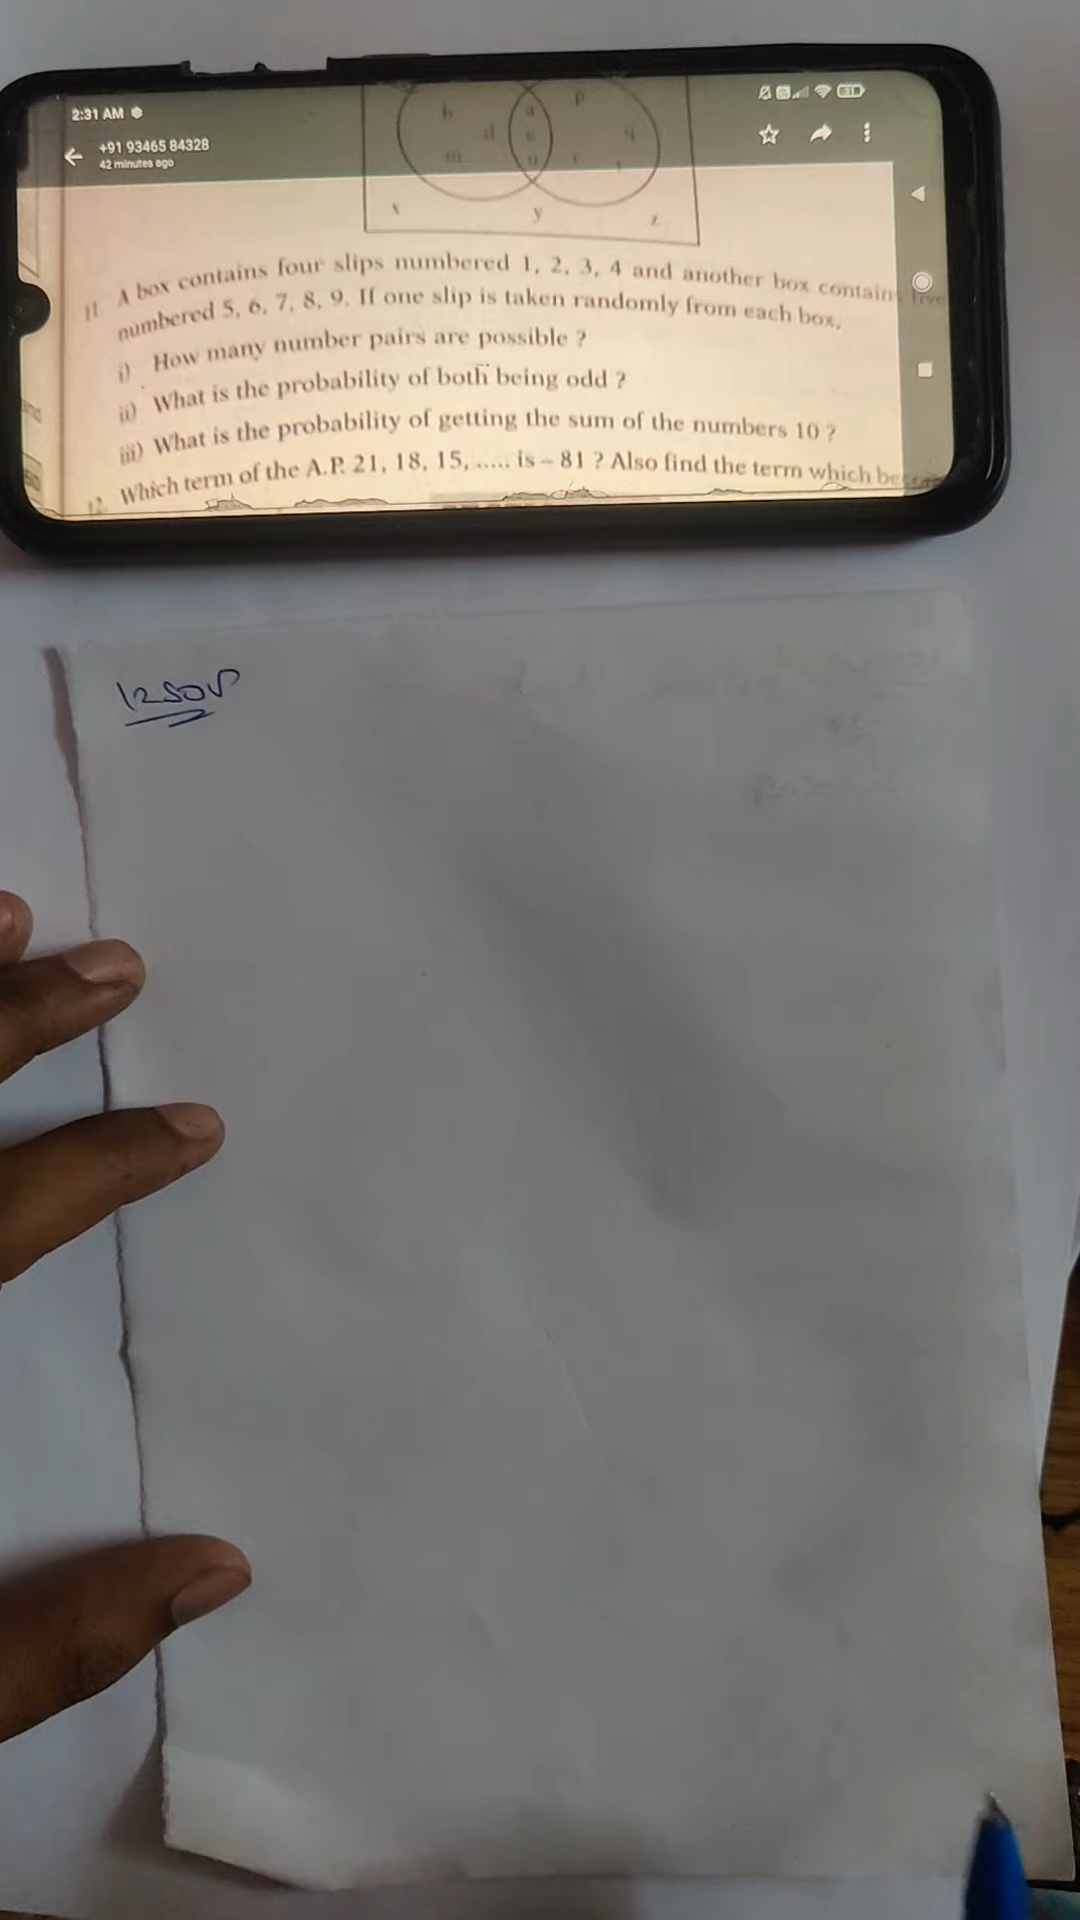 2:31 AM
31
+91 93465 84328
42 minutes ago
b d m a e u p q r t
x y z
11. A box contains four slips numbered 1, 2, 3, 4 and another box contains five
numbered 5, 6, 7, 8, 9. If one slip is taken randomly from each box,
i) How many number pairs are possible ?
ii) What is the probability of both being odd ?
iii) What is the probability of getting the sum of the numbers 10 ?
12. Which term of the A.P. 21, 18, 15, ..... is – 81 ? Also find the term which